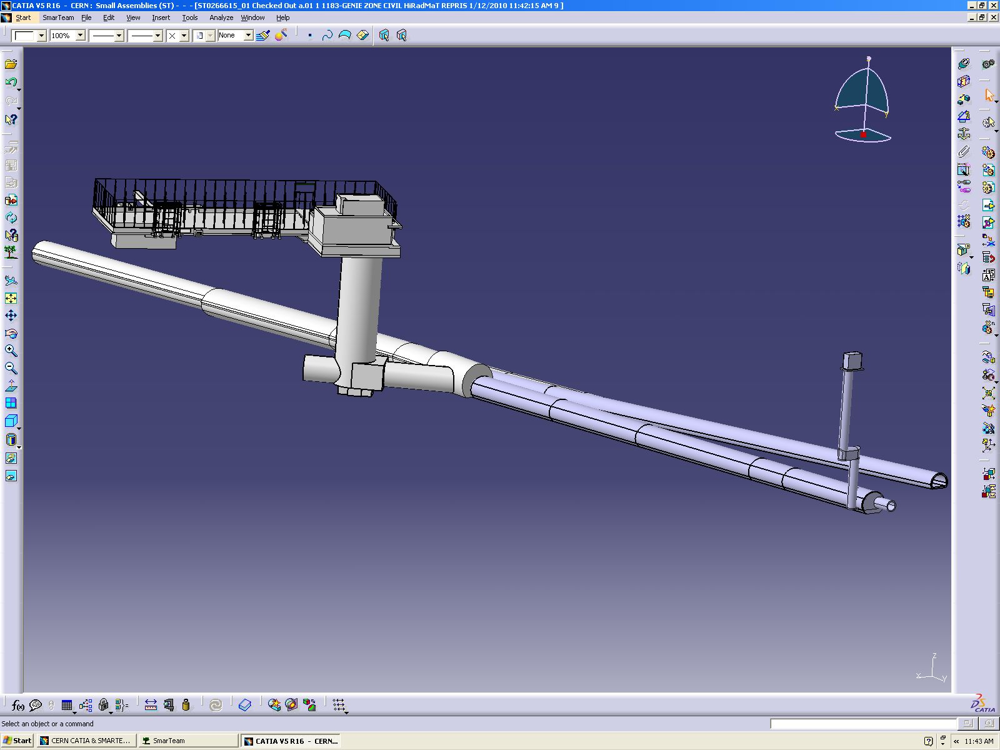 CATIA V5 R16 - CERN : Small Assemblies (ST) - - - [ST0266615_01 Checked Out a.01 1 1183-GENIE ZONE CIVIL HiRadMaT REPRIS 1/12/2010 11:42:15 AM 9 ]
Start SmarTeam File Edit View Insert Tools Analyze Window Help
100% None
x y
z
x y
f(x)
DS CATIA
Select an object or a command
Start CERN CATIA & SMARTE... SmarTeam CATIA V5 R16 - CERN... 11:43 AM